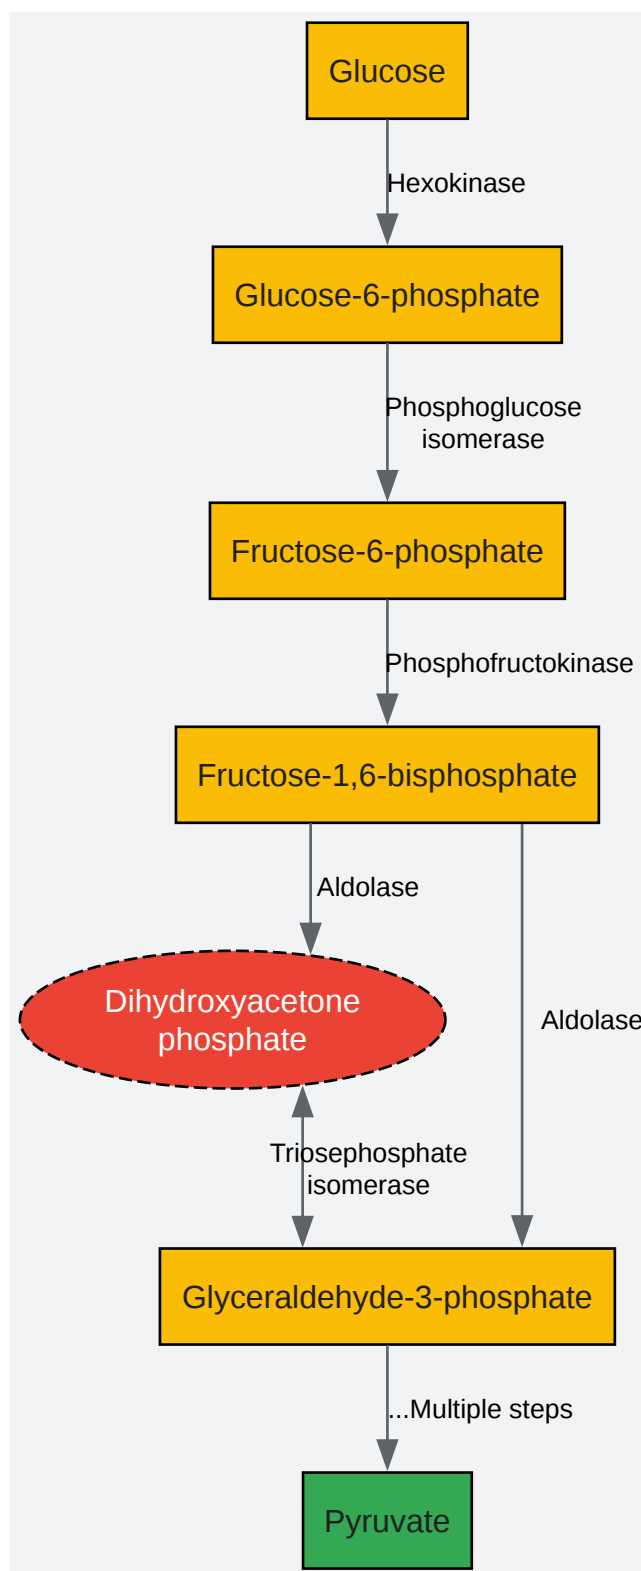 Glucose
Hexokinase
Glucose-6-phosphate
Phosphoglucose
isomerase
Fructose-6-phosphate
Phosphofructokinase
Fructose-1,6-bisphosphate
Aldolase
Dihydroxyacetone
phosphate
Aldolase
Triosephosphate
isomerase
Glyceraldehyde-3-phosphate
...Multiple steps
Pyruvate